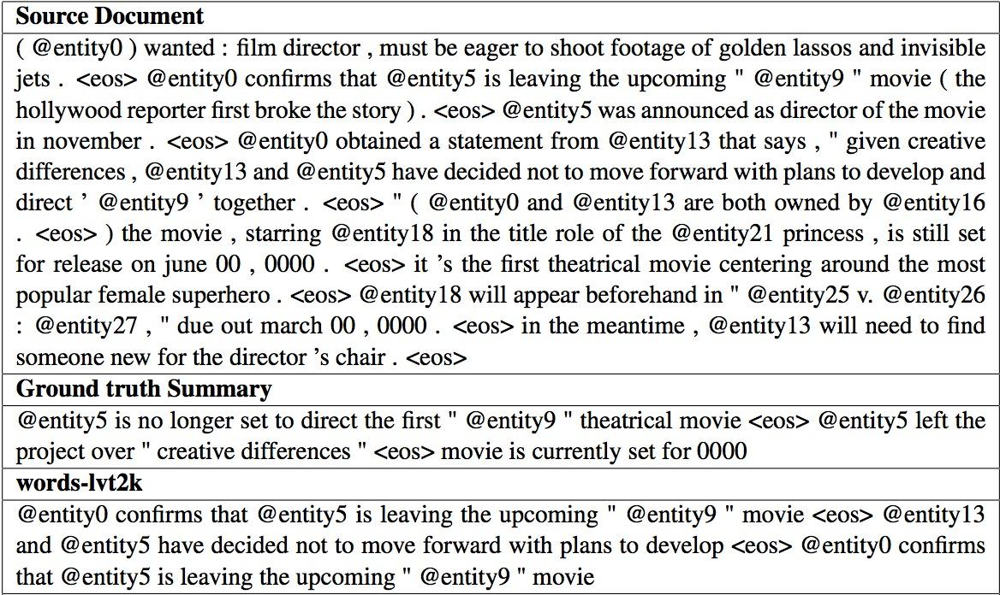 Source Document
( @entity0 ) wanted : film director , must be eager to shoot footage of golden lassos and invisible
jets . <eos> @entity0 confirms that @entity5 is leaving the upcoming " @entity9 " movie ( the
hollywood reporter first broke the story ) . <eos> @entity5 was announced as director of the movie
in november . <eos> @entity0 obtained a statement from @entity13 that says , " given creative
differences , @entity13 and @entity5 have decided not to move forward with plans to develop and
direct ’ @entity9 ’ together . <eos> " ( @entity0 and @entity13 are both owned by @entity16
. <eos> ) the movie , starring @entity18 in the title role of the @entity21 princess , is still set
for release on june 00 , 0000 . <eos> it ’s the first theatrical movie centering around the most
popular female superhero . <eos> @entity18 will appear beforehand in " @entity25 v. @entity26
: @entity27 , " due out march 00 , 0000 . <eos> in the meantime , @entity13 will need to find
someone new for the director ’s chair . <eos>
Ground truth Summary
@entity5 is no longer set to direct the first " @entity9 " theatrical movie <eos> @entity5 left the
project over " creative differences " <eos> movie is currently set for 0000
words-lvt2k
@entity0 confirms that @entity5 is leaving the upcoming " @entity9 " movie <eos> @entity13
and @entity5 have decided not to move forward with plans to develop <eos> @entity0 confirms
that @entity5 is leaving the upcoming " @entity9 " movie